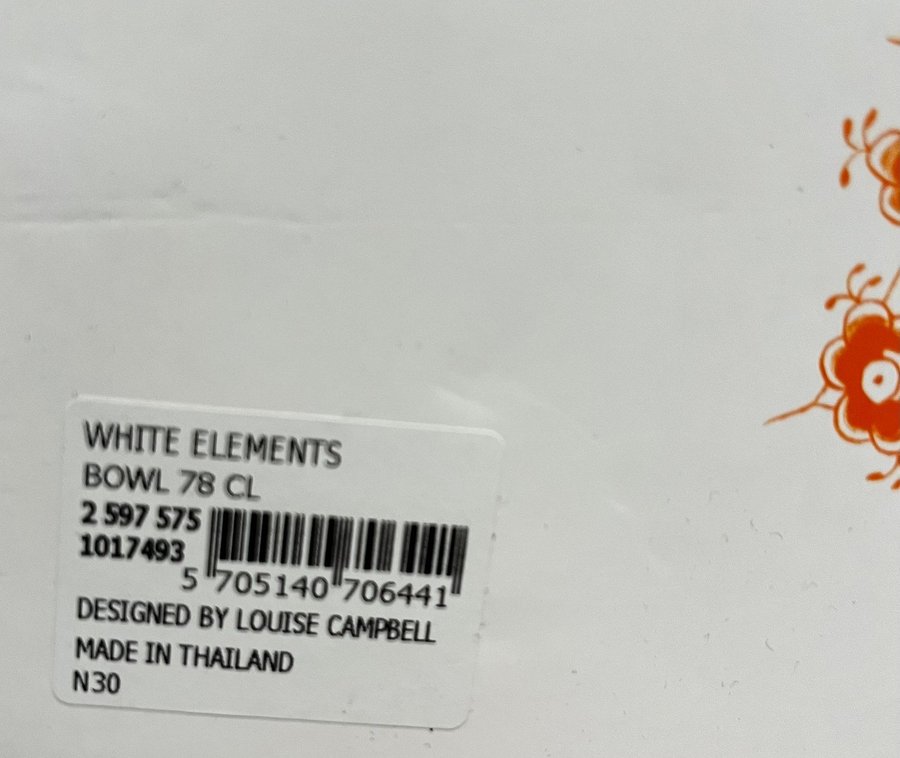 WHITE ELEMENTS
BOWL 78 CL
2 597 575
1017493
5 705140 706441
DESIGNED BY LOUISE CAMPBELL
MADE IN THAILAND
N30